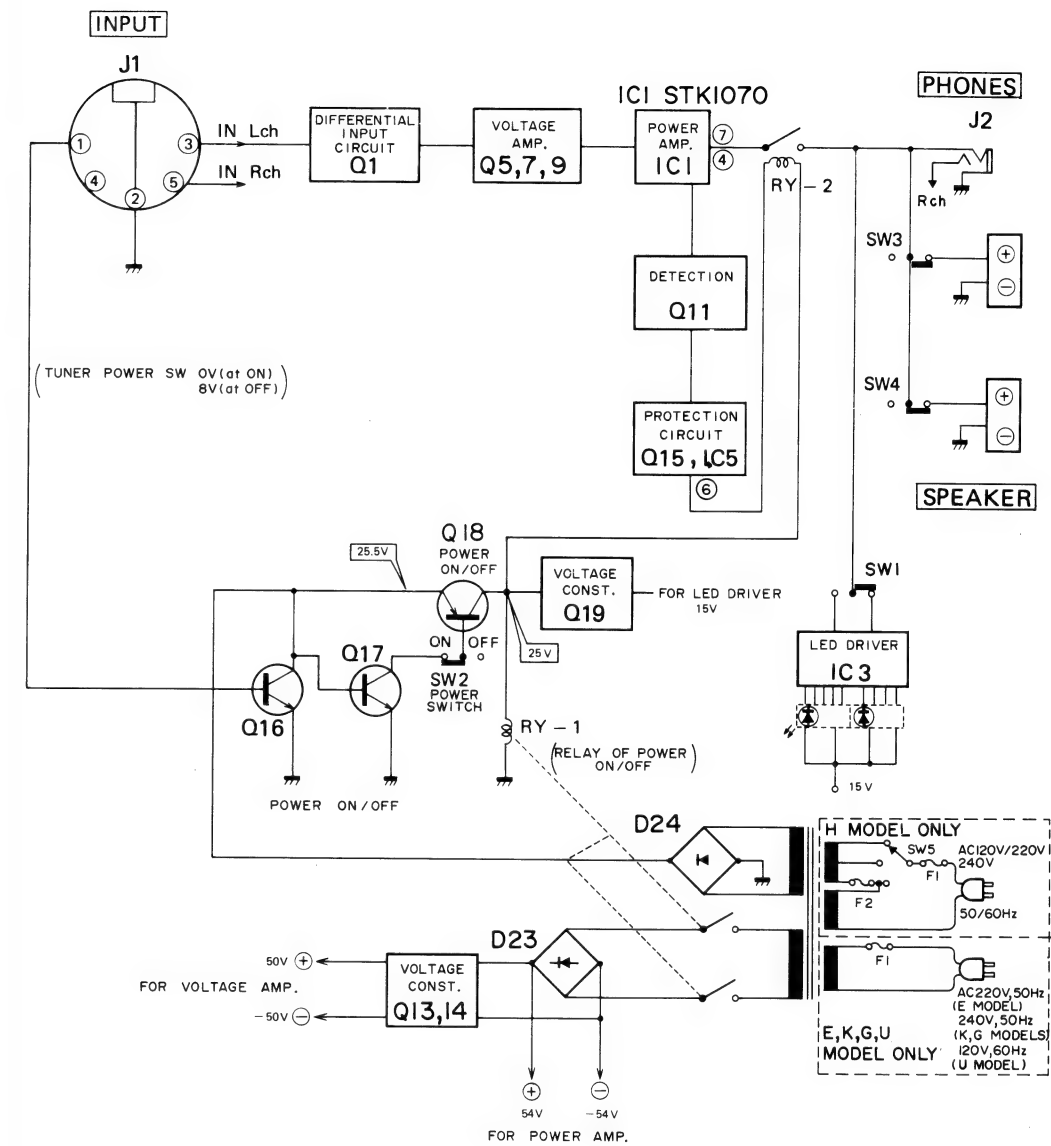 INPUT
J1
1
3
4
5
2
IN Lch
IN Rch
DIFFERENTIAL
INPUT
CIRCUIT
Q1
VOLTAGE
AMP.
Q5,7,9
IC1 STK1070
POWER
AMP.
IC1
7
4
RY-2
PHONES
J2
Rch
SW3
+
−
SW4
+
−
SPEAKER
DETECTION
Q11
PROTECTION
CIRCUIT
Q15, I.C5
6
(TUNER POWER SW 0V(at ON)
8V(at OFF))
Q18
POWER
ON/OFF
25.5V
VOLTAGE
CONST.
Q19
FOR LED DRIVER
15V
25V
ON OFF
SW2
POWER
SWITCH
Q17
Q16
POWER ON/OFF
RY-1
(RELAY OF POWER
ON/OFF)
SW1
LED DRIVER
IC3
15V
D24
H MODEL ONLY
SW5
AC120V/220V
240V
F1
F2
50/60Hz
D23
50V +
VOLTAGE
CONST.
Q13,14
FOR VOLTAGE AMP.
-50V −
F1
AC220V,50Hz
(E MODEL)
240V,50Hz
(K,G MODELS)
120V,60Hz
(U MODEL)
E,K,G,U
MODEL ONLY
+
−
54V
-54V
FOR POWER AMP.